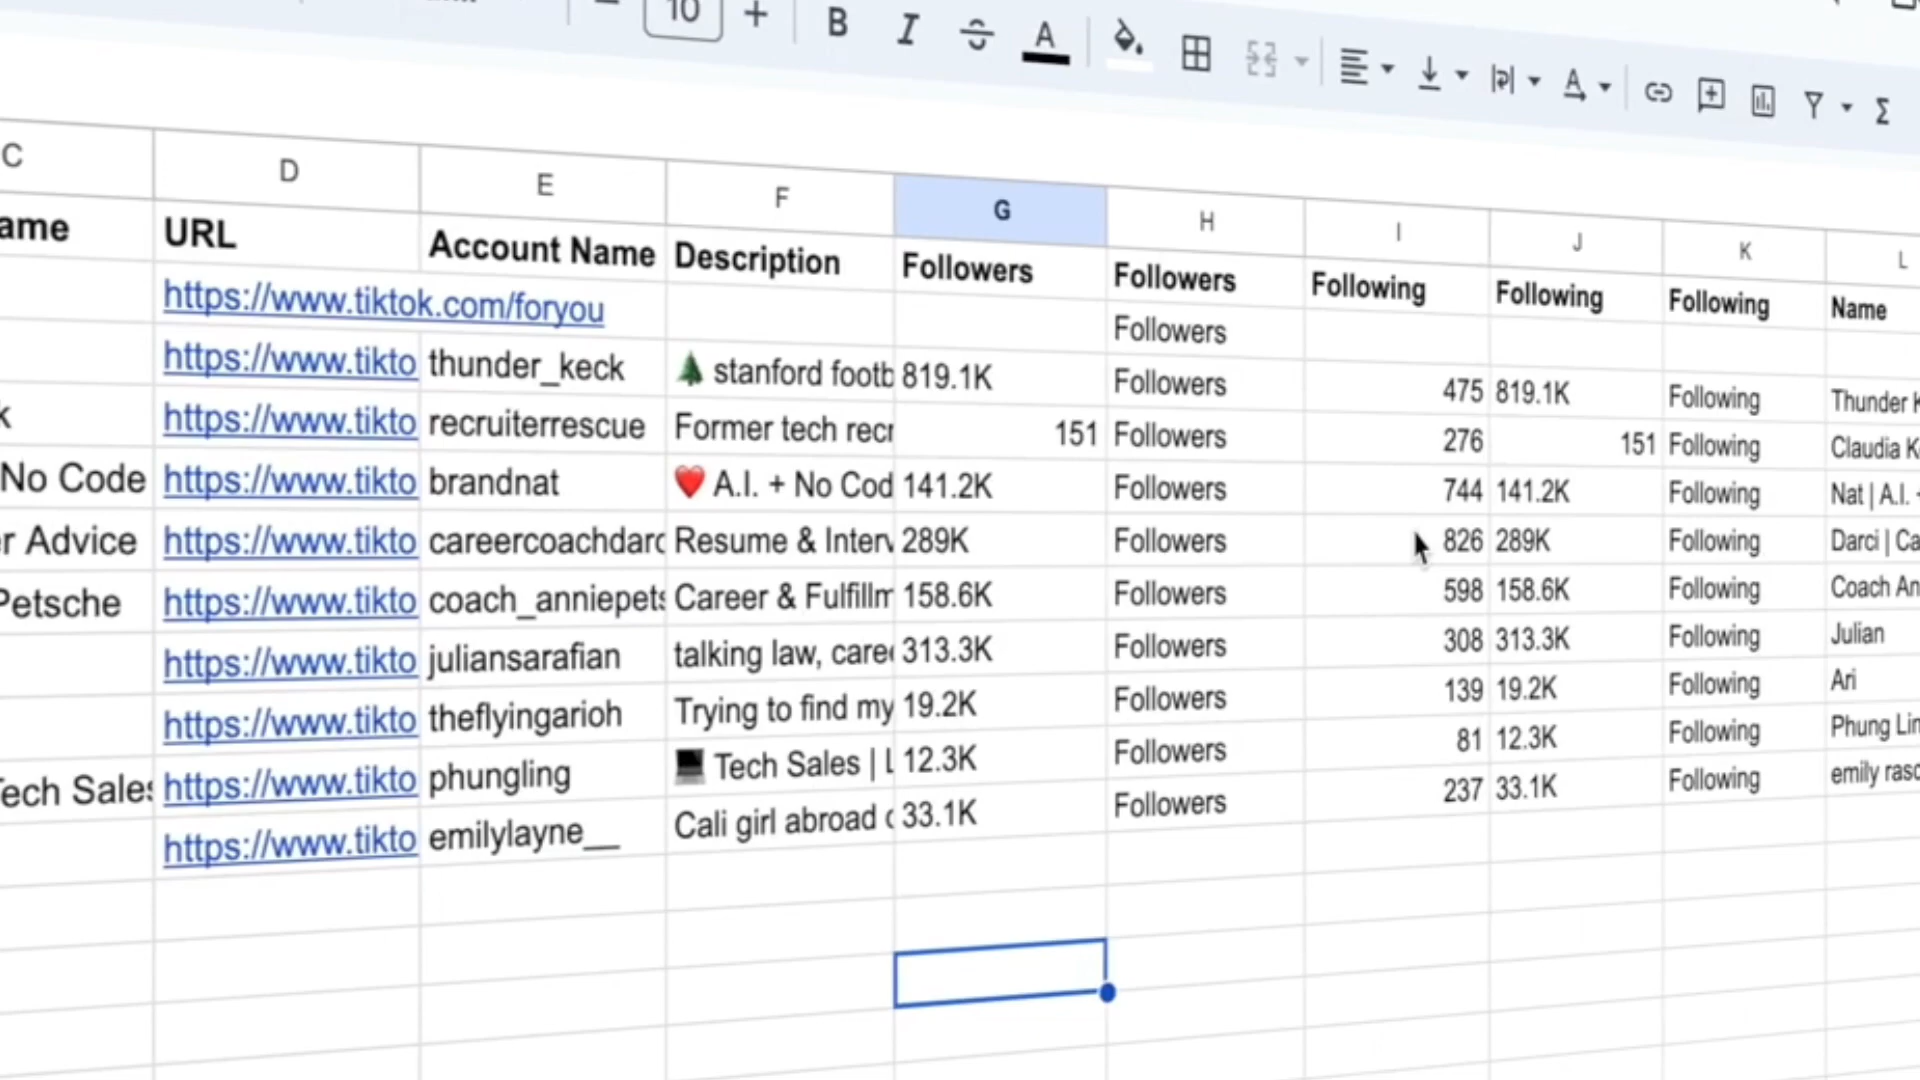 10 + B I S A A Σ
C D E F G H I J K L
ame URL Account Name Description Followers Followers Following Following Following Name
https://www.tiktok.com/foryou Followers
https://www.tikto thunder_keck 🌲 stanford footb 819.1K Followers 475 819.1K Following Thunder K
k https://www.tikto recruiterrescue Former tech recr 151 Followers 276 151 Following Claudia K
No Code https://www.tikto brandnat ❤️ A.I. + No Cod 141.2K Followers 744 141.2K Following Nat | A.I. +
r Advice https://www.tikto careercoachdarc Resume & Interv 289K Followers 826 289K Following Darci | Ca
Petsche https://www.tikto coach_anniepets Career & Fulfillm 158.6K Followers 598 158.6K Following Coach An
https://www.tikto juliansarafian talking law, caree 313.3K Followers 308 313.3K Following Julian
https://www.tikto theflyingarioh Trying to find my 19.2K Followers 139 19.2K Following Ari
Tech Sales https://www.tikto phungling 💻 Tech Sales | L 12.3K Followers 81 12.3K Following Phung Lin
https://www.tikto emilylayne__ Cali girl abroad 33.1K Followers 237 33.1K Following emily rasc